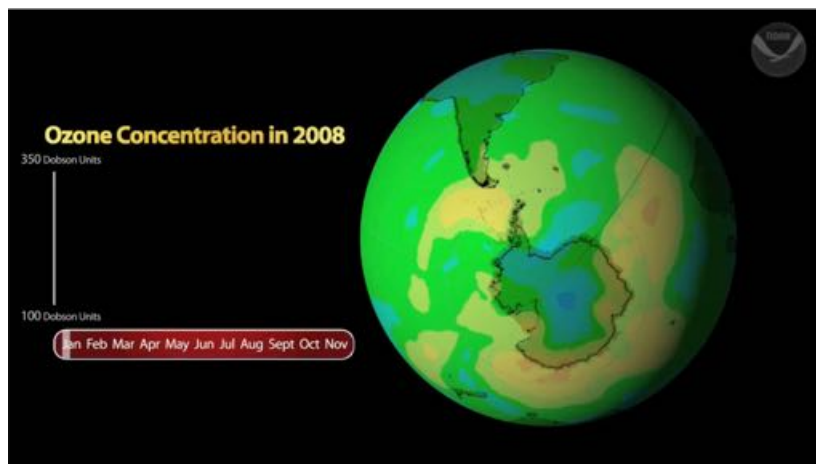 NOAA
Ozone Concentration in 2008
350 Dobson Units
100 Dobson Units
Jan Feb Mar Apr May Jun Jul Aug Sept Oct Nov